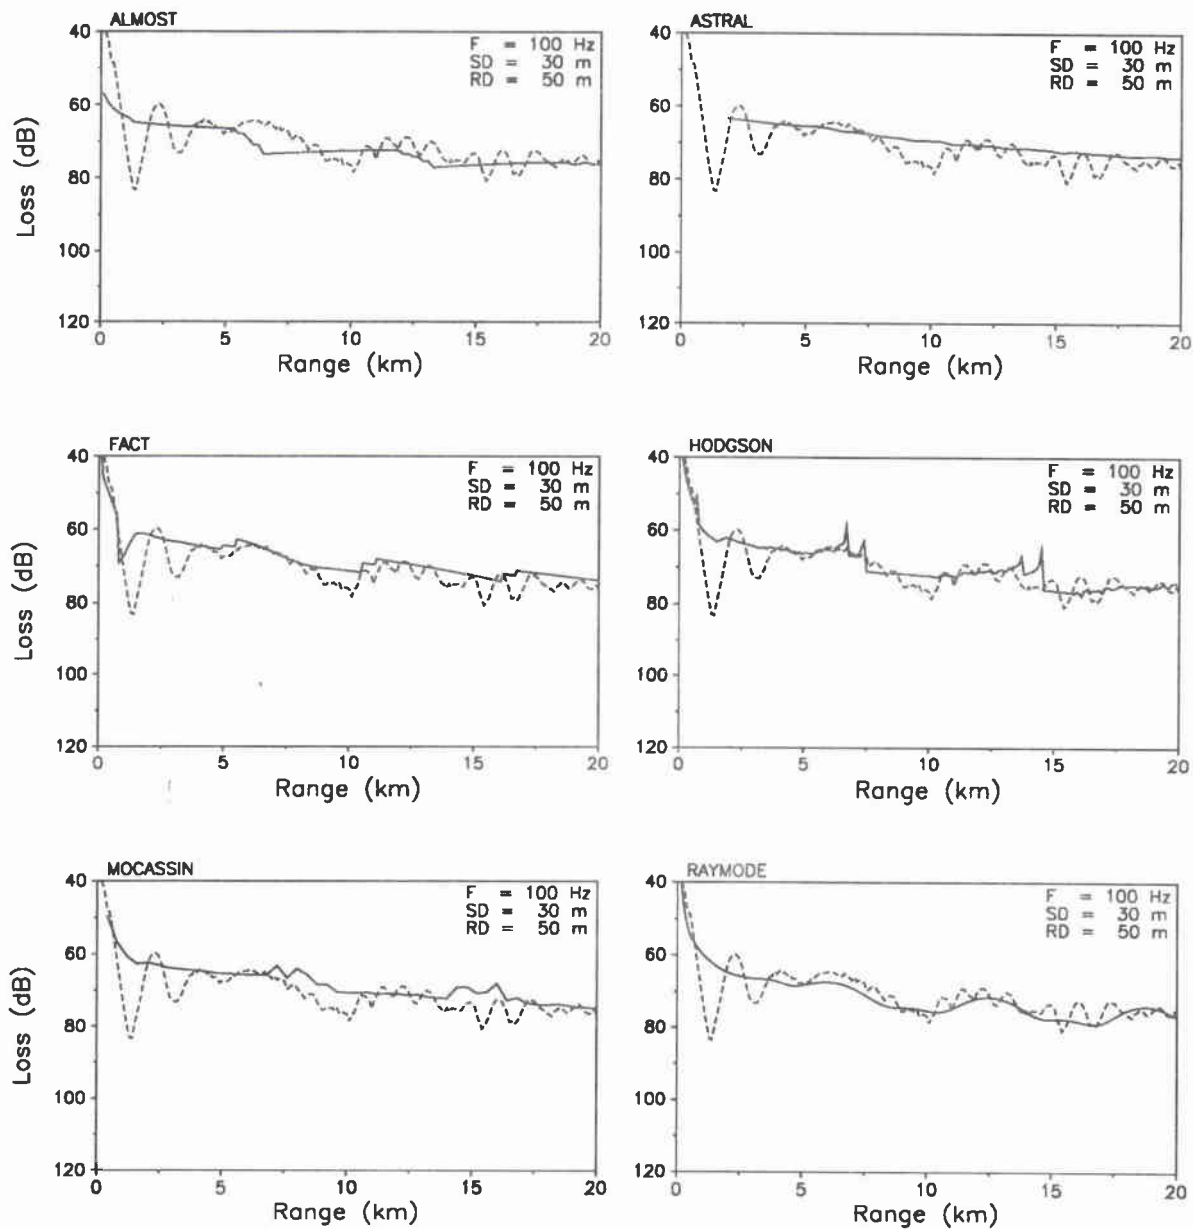 ALMOST
F = 100 Hz
SD = 30 m
RD = 50 m
Loss (dB)
40
60
80
100
120
0 5 10 15 20
Range (km)
ASTRAL
F = 100 Hz
SD = 30 m
RD = 50 m
40
60
80
100
120
0 5 10 15 20
Range (km)
FACT
F = 100 Hz
SD = 30 m
RD = 50 m
Loss (dB)
40
60
80
100
120
0 5 10 15 20
Range (km)
HODGSON
F = 100 Hz
SD = 30 m
RD = 50 m
40
60
80
100
120
0 5 10 15 20
Range (km)
MOCASSIN
F = 100 Hz
SD = 30 m
RD = 50 m
Loss (dB)
40
60
80
100
120
0 5 10 15 20
Range (km)
RAYMODE
F = 100 Hz
SD = 30 m
RD = 50 m
40
60
80
100
120
0 5 10 15 20
Range (km)